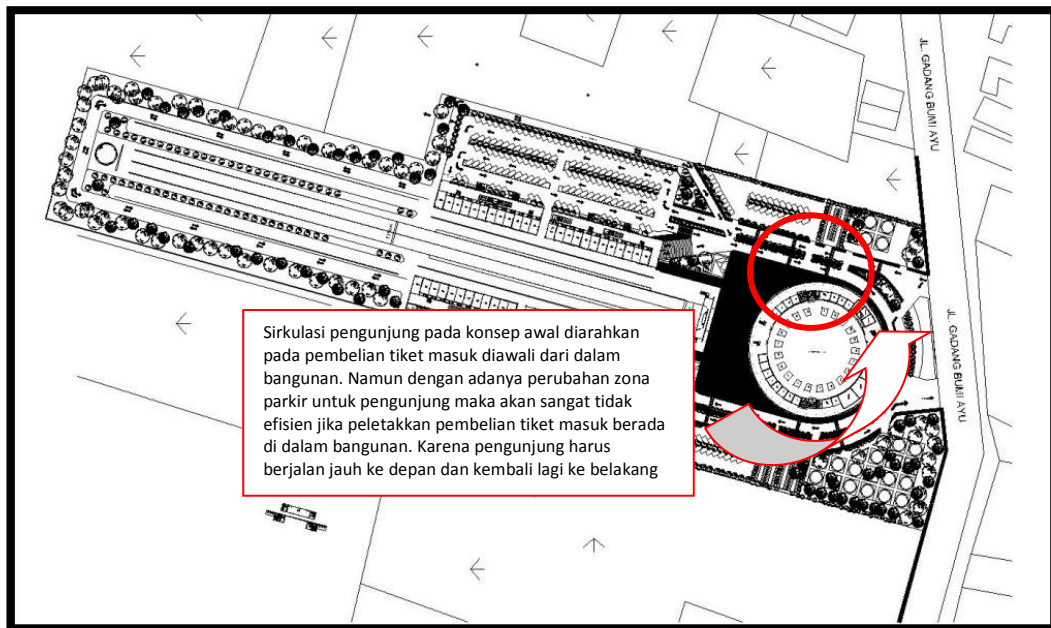 JL. GADANG BUMI AYU
JL. GADANG BUMI AYU
Sirkulasi pengunjung pada konsep awal diarahkan
pada pembelian tiket masuk diawali dari dalam
bangunan. Namun dengan adanya perubahan zona
parkir untuk pengunjung maka akan sangat tidak
efisien jika peletakkan pembelian tiket masuk berada
di dalam bangunan. Karena pengunjung harus
berjalan jauh ke depan dan kembali lagi ke belakang